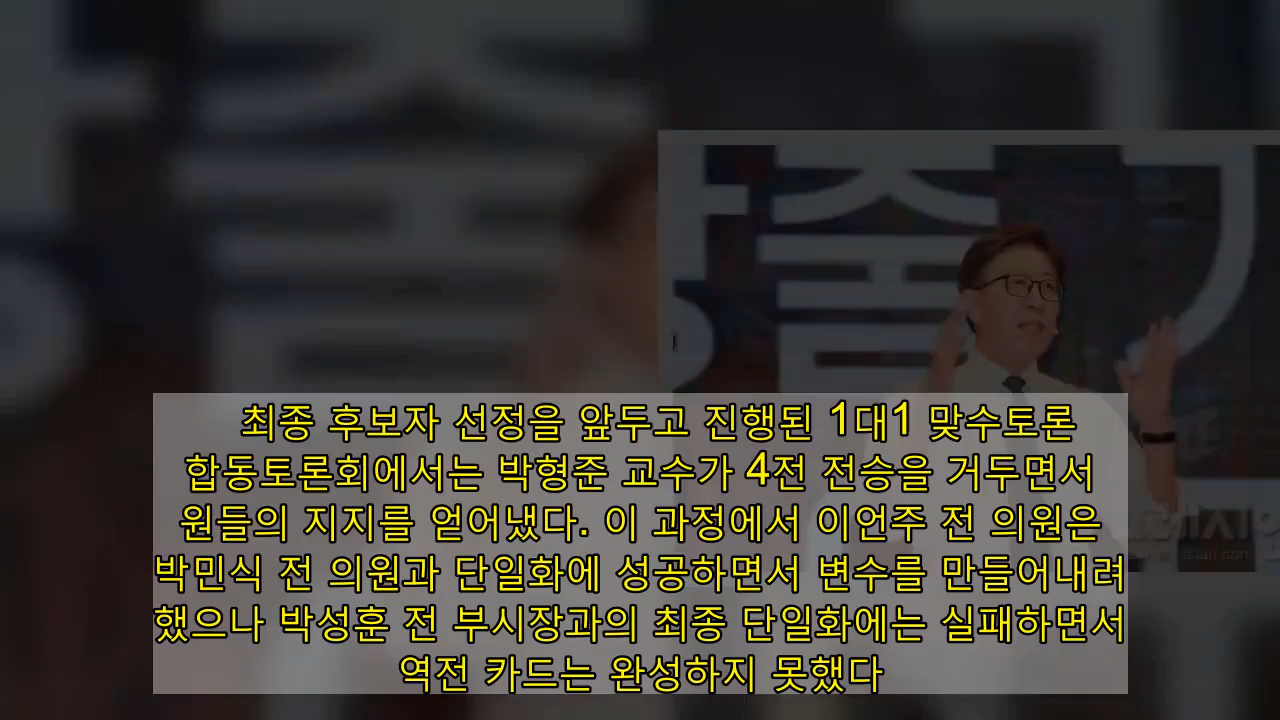 최종 후보자 선정을 앞두고 진행된 1대1 맞수토론
합동토론회에서는 박형준 교수가 4전 전승을 거두면서
원들의 지지를 얻어냈다. 이 과정에서 이언주 전 의원은
박민식 전 의원과 단일화에 성공하면서 변수를 만들어내려
했으나 박성훈 전 부시장과의 최종 단일화에는 실패하면서
역전 카드는 완성하지 못했다